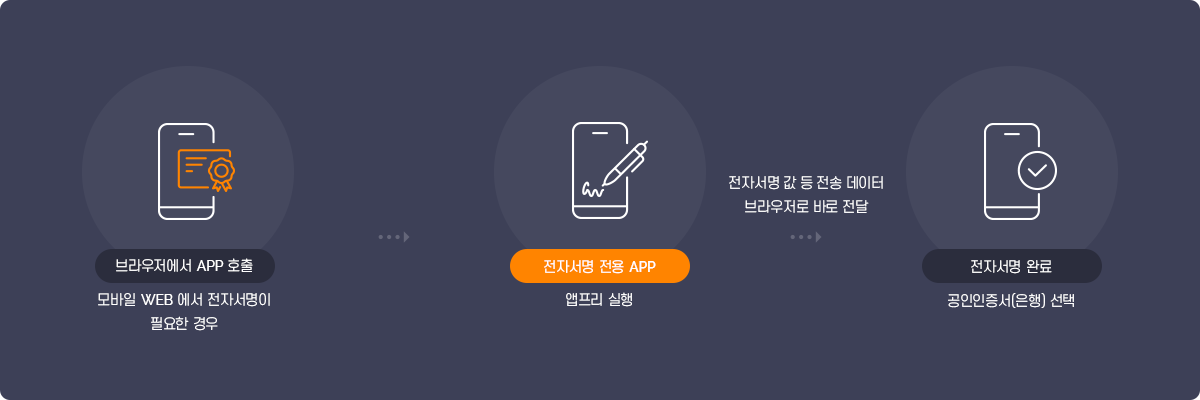 브라우저에서 APP 호출
모바일 WEB 에서 전자서명이
필요한 경우
전자서명 전용 APP
앱프리 실행
전자서명 값 등 전송 데이터
브라우저로 바로 전달
전자서명 완료
공인인증서(은행) 선택